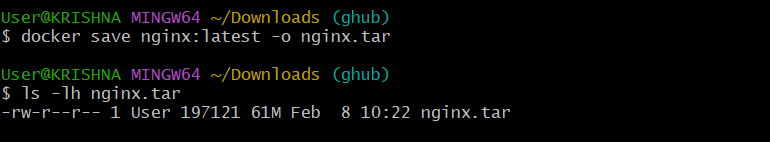 User@KRISHNA MINGW64 ~/Downloads (ghub)
$ docker save nginx:latest -o nginx.tar
User@KRISHNA MINGW64 ~/Downloads (ghub)
$ ls -lh nginx.tar
-rw-r--r-- 1 User 197121 61M Feb  8 10:22 nginx.tar